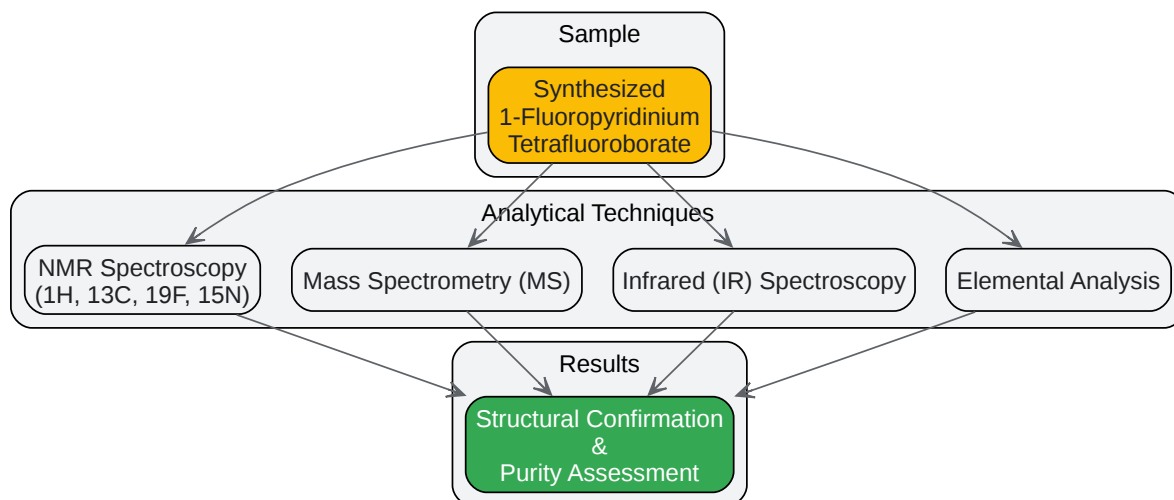 Sample
Synthesized
1-Fluoropyridinium
Tetrafluoroborate
Analytical Techniques
NMR Spectroscopy
(1H, 13C, 19F, 15N)
Mass Spectrometry (MS)
Infrared (IR) Spectroscopy
Elemental Analysis
Results
Structural Confirmation
&
Purity Assessment